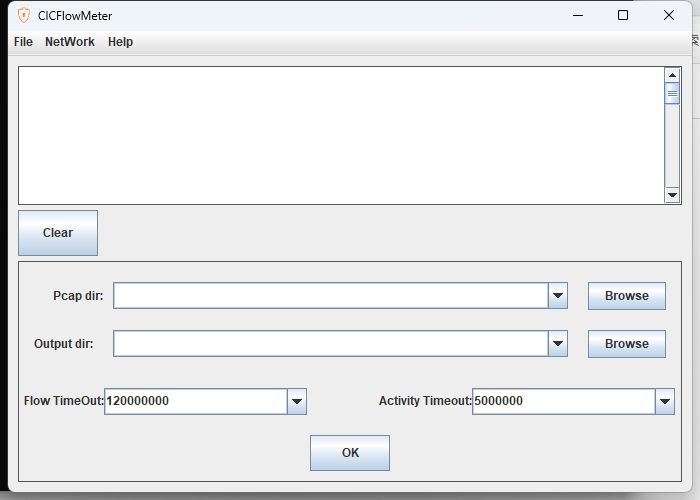 CICFlowMeter
File NetWork Help
Clear
Pcap dir: Browse
Output dir: Browse
Flow TimeOut: 120000000 Activity Timeout: 5000000
OK